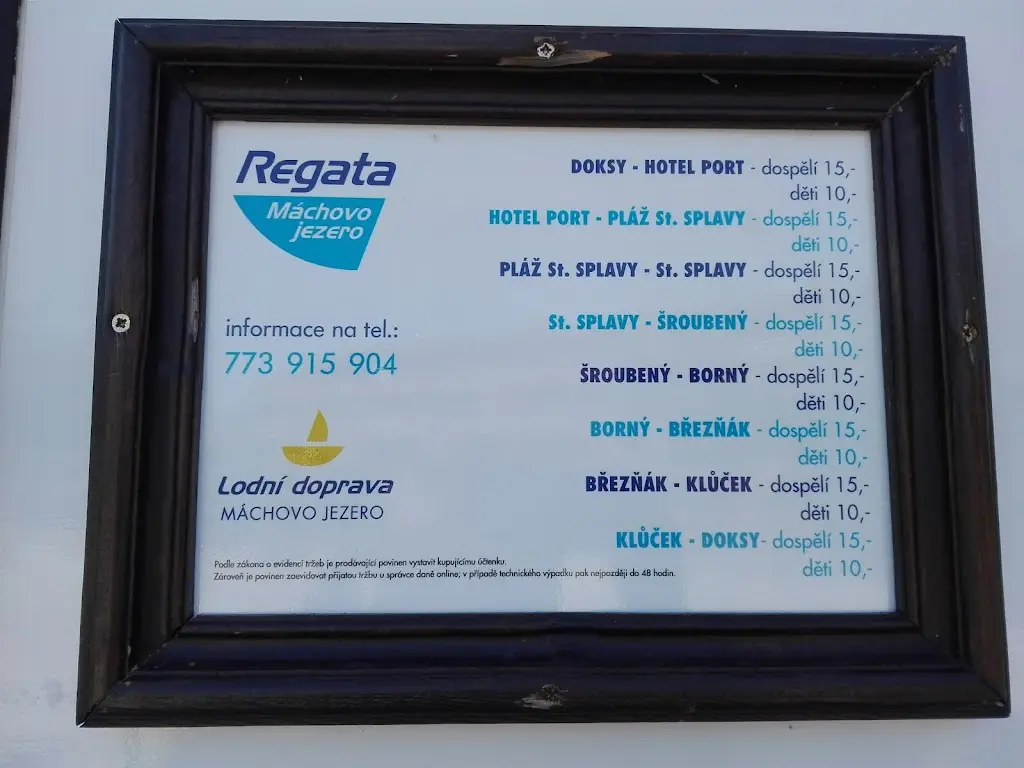 Regata
Máchovo
jezero
informace na tel.:
773 915 904
Lodní doprava
MÁCHOVO JEZERO
DOKSY - HOTEL PORT - dospělí 15,-
děti 10,-
HOTEL PORT - PLÁŽ St. SPLAVY - dospělí 15,-
děti 10,-
PLÁŽ St. SPLAVY - St. SPLAVY - dospělí 15,-
děti 10,-
St. SPLAVY - ŠROUBENÝ - dospělí 15,-
děti 10,-
ŠROUBENÝ - BORNÝ - dospělí 15,-
děti 10,-
BORNÝ - BŘEZŇÁK - dospělí 15,-
děti 10,-
BŘEZŇÁK - KLŮČEK - dospělí 15,-
děti 10,-
KLŮČEK - DOKSY- dospělí 15,-
děti 10,-
Podle zákona o evidenci tržeb je prodávající povinen vystavit kupujícímu účtenku.
Zároveň je povinen zaevidovat přijatou tržbu u správce daně online; v případě technického výpadku pak nejpozději do 48 hodin.